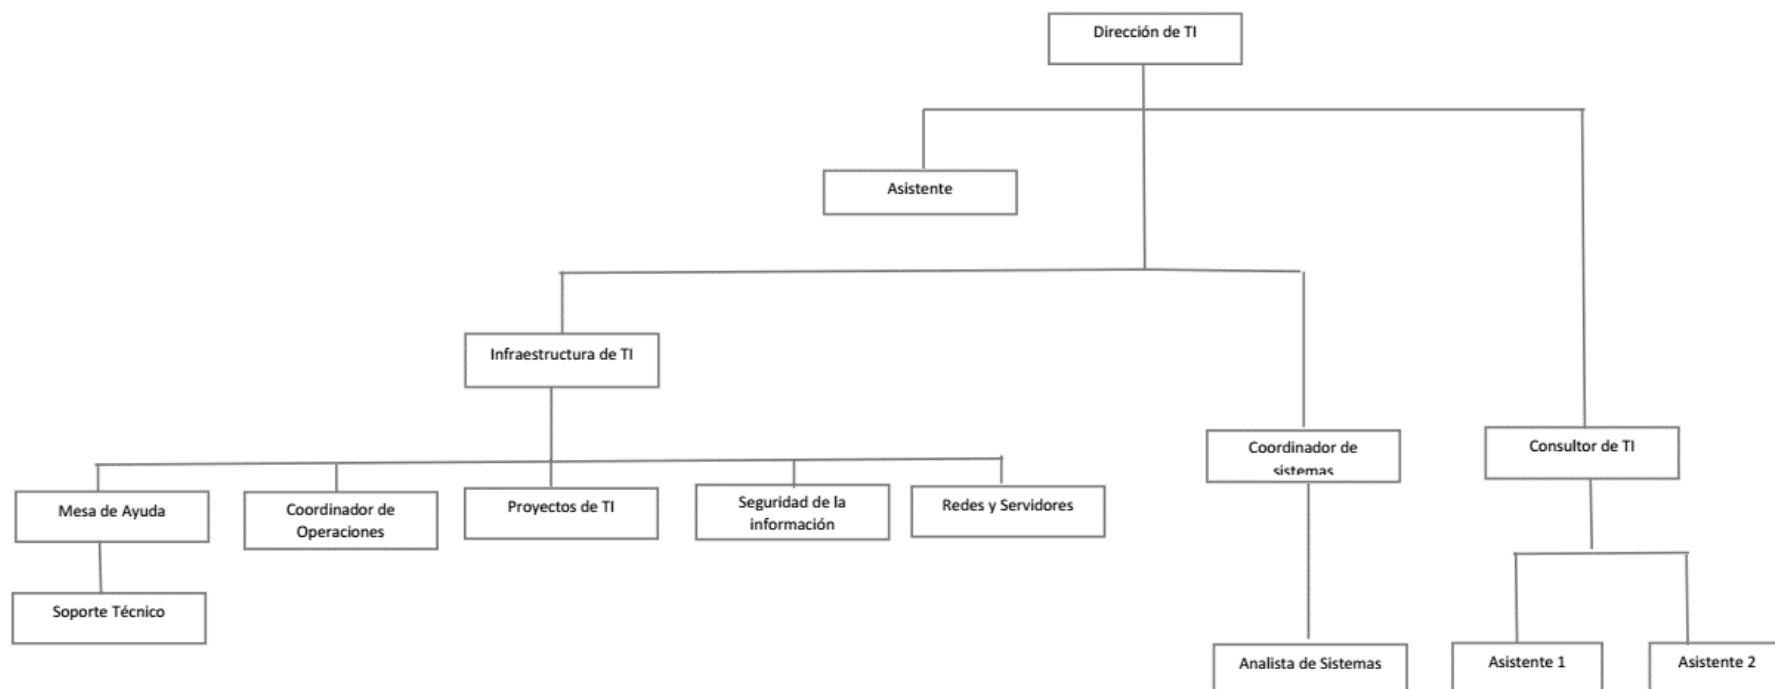 Dirección de TI
Asistente
Infraestructura de TI
Coordinador de
sistemas
Consultor de TI
Mesa de Ayuda
Coordinador de
Operaciones
Proyectos de TI
Seguridad de la
información
Redes y Servidores
Soporte Técnico
Analista de Sistemas
Asistente 1
Asistente 2